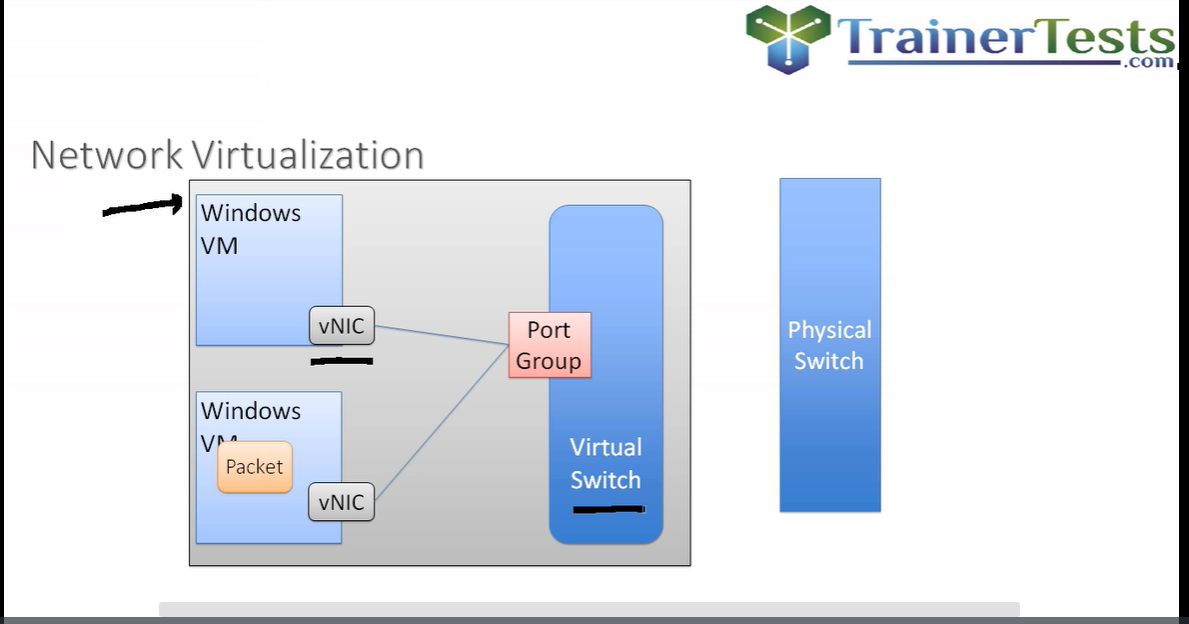 TrainerTests
.com
Network Virtualization
Windows
VM
vNIC
Port
Group
Physical
Switch
Windows
VM
Packet
vNIC
Virtual
Switch